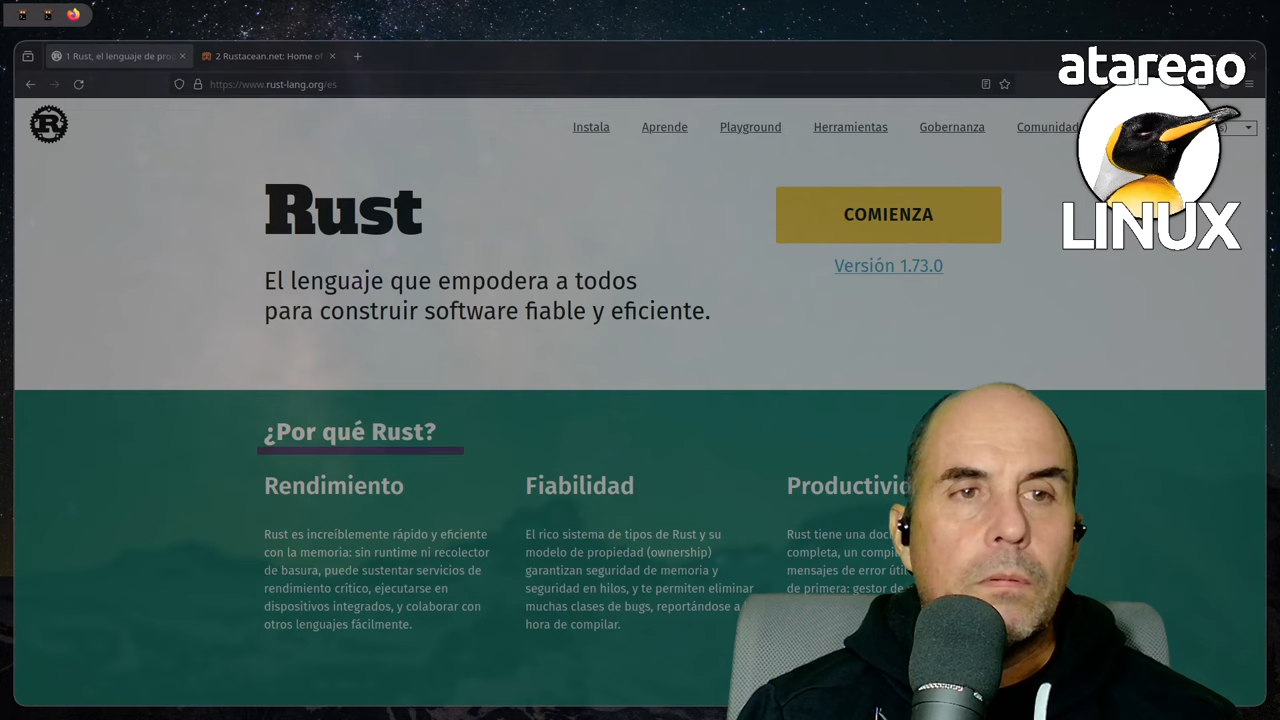 1 Rust, el lenguaje de pro
2 Rustacean.net: Home of
atareao
https://www.rust-lang.org/es
Instala
Aprende
Playground
Herramientas
Gobernanza
Comunidad
LINUX
Rust
COMIENZA
Versión 1.73.0
El lenguaje que empodera a todos
para construir software fiable y eficiente.
¿Por qué Rust?
Rendimiento
Rust es increíblemente rápido y eficiente
con la memoria: sin runtime ni recolector
de basura, puede sustentar servicios de
rendimiento crítico, ejecutarse en
dispositivos integrados, y colaborar con
otros lenguajes fácilmente.
Fiabilidad
El rico sistema de tipos de Rust y su
modelo de propiedad (ownership)
garantizan seguridad de memoria y
seguridad en hilos, y te permiten eliminar
muchas clases de bugs, reportándose a
hora de compilar.
Productivid
Rust tiene una doc
completa, un compi
mensajes de error útil
de primera: gestor de